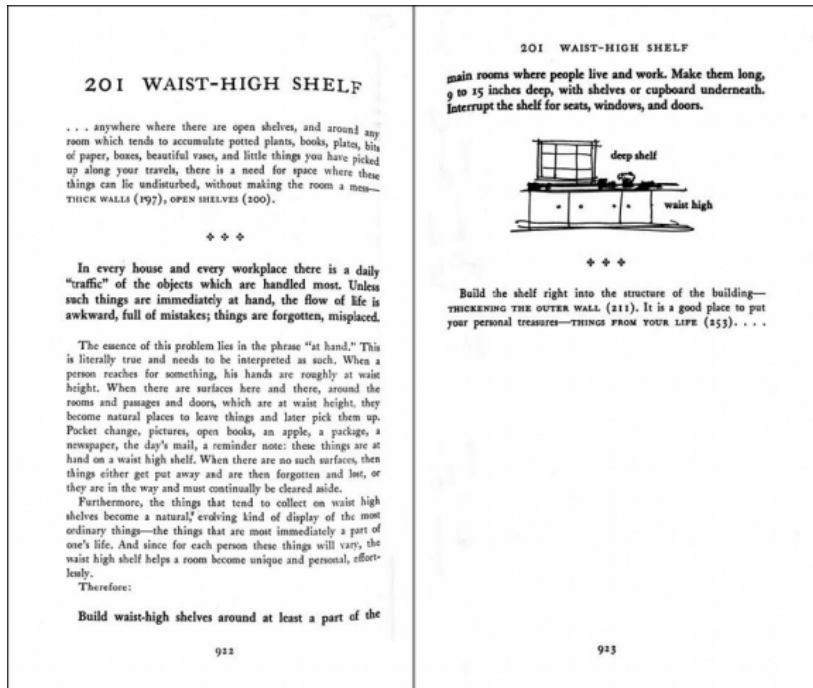 201 WAIST-HIGH SHELF
. . . anywhere where there are open shelves, and around any
room which tends to accumulate potted plants, books, plates, bits
of paper, boxes, beautiful vases, and little things you have picked
up along your travels, there is a need for space where these
things can lie undisturbed, without making the room a mess—
THICK WALLS (197), OPEN SHELVES (200).
❖ ❖ ❖
In every house and every workplace there is a daily
“traffic” of the objects which are handled most. Unless
such things are immediately at hand, the flow of life is
awkward, full of mistakes; things are forgotten, misplaced.
The essence of this problem lies in the phrase “at hand.” This
is literally true and needs to be interpreted as such. When a
person reaches for something, his hands are roughly at waist
height. When there are surfaces here and there, around the
rooms and passages and doors, which are at waist height, they
become natural places to leave things and later pick them up.
Pocket change, pictures, open books, an apple, a package, a
newspaper, the day’s mail, a reminder note: these things are at
hand on a waist high shelf. When there are no such surfaces, then
things either get put away and are then forgotten and lost, or
they are in the way and must continually be cleared aside.
Furthermore, the things that tend to collect on waist high
shelves become a natural, evolving kind of display of the most
ordinary things—the things that are most immediately a part of
one’s life. And since for each person these things will vary, the
waist high shelf helps a room become unique and personal, effort-
lessly.
Therefore:
Build waist-high shelves around at least a part of the
922
201 WAIST-HIGH SHELF
main rooms where people live and work. Make them long,
9 to 15 inches deep, with shelves or cupboard underneath.
Interrupt the shelf for seats, windows, and doors.
deep shelf
waist high
❖ ❖ ❖
Build the shelf right into the structure of the building—
THICKENING THE OUTER WALL (211). It is a good place to put
your personal treasures—THINGS FROM YOUR LIFE (253). . . .
923